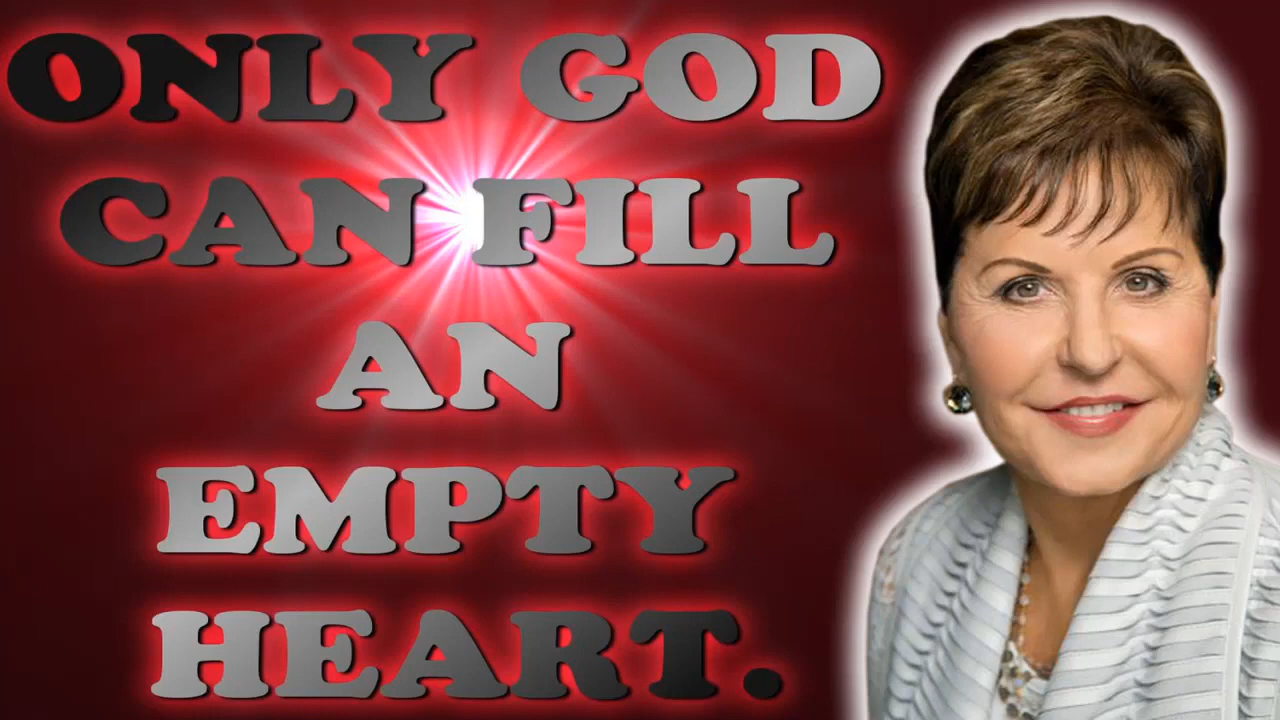 ONLY GOD
CAN FILL
AN
EMPTY
HEART.